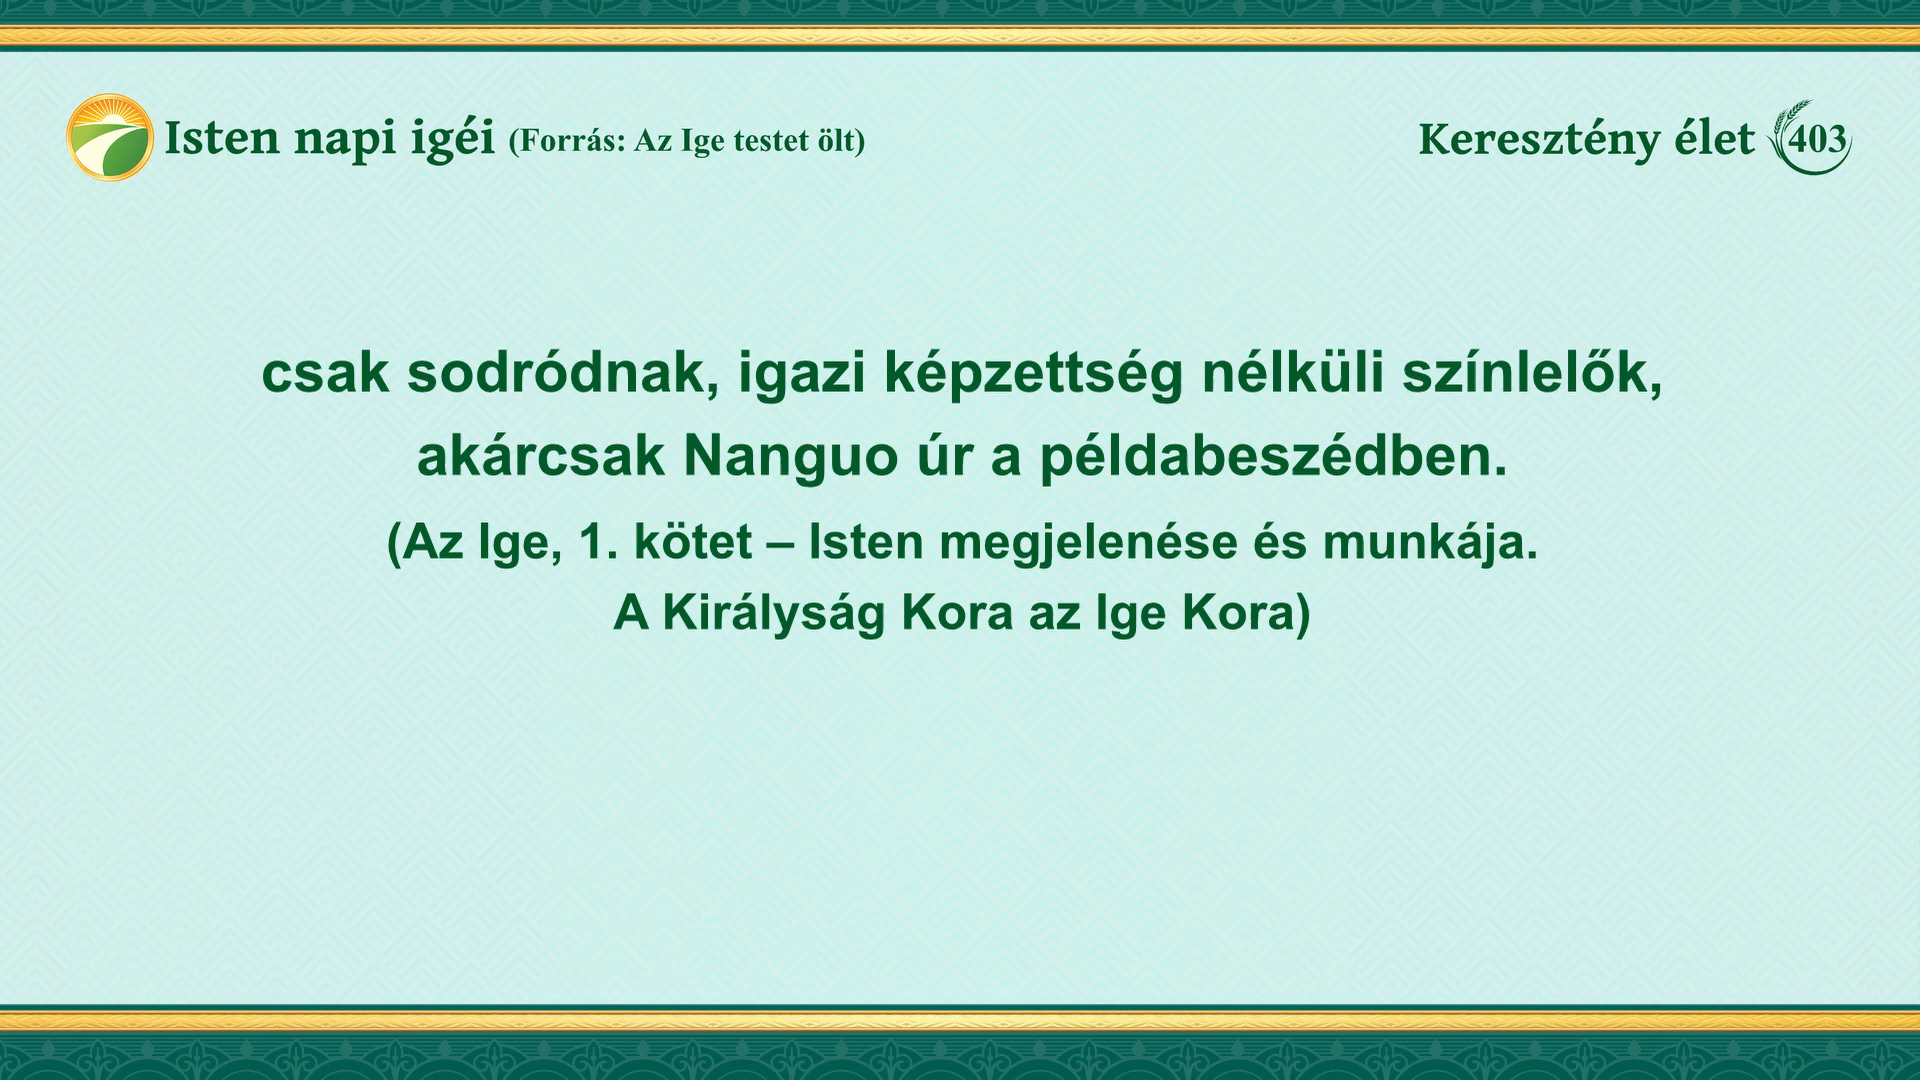 Isten napi igéi (Forrás: Az Ige testet ölt)
Keresztény élet 403
csak sodródnak, igazi képzettség nélküli színlelők,
akárcsak Nanguo úr a példabeszédben.
(Az Ige, 1. kötet – Isten megjelenése és munkája.
A Királyság Kora az Ige Kora)